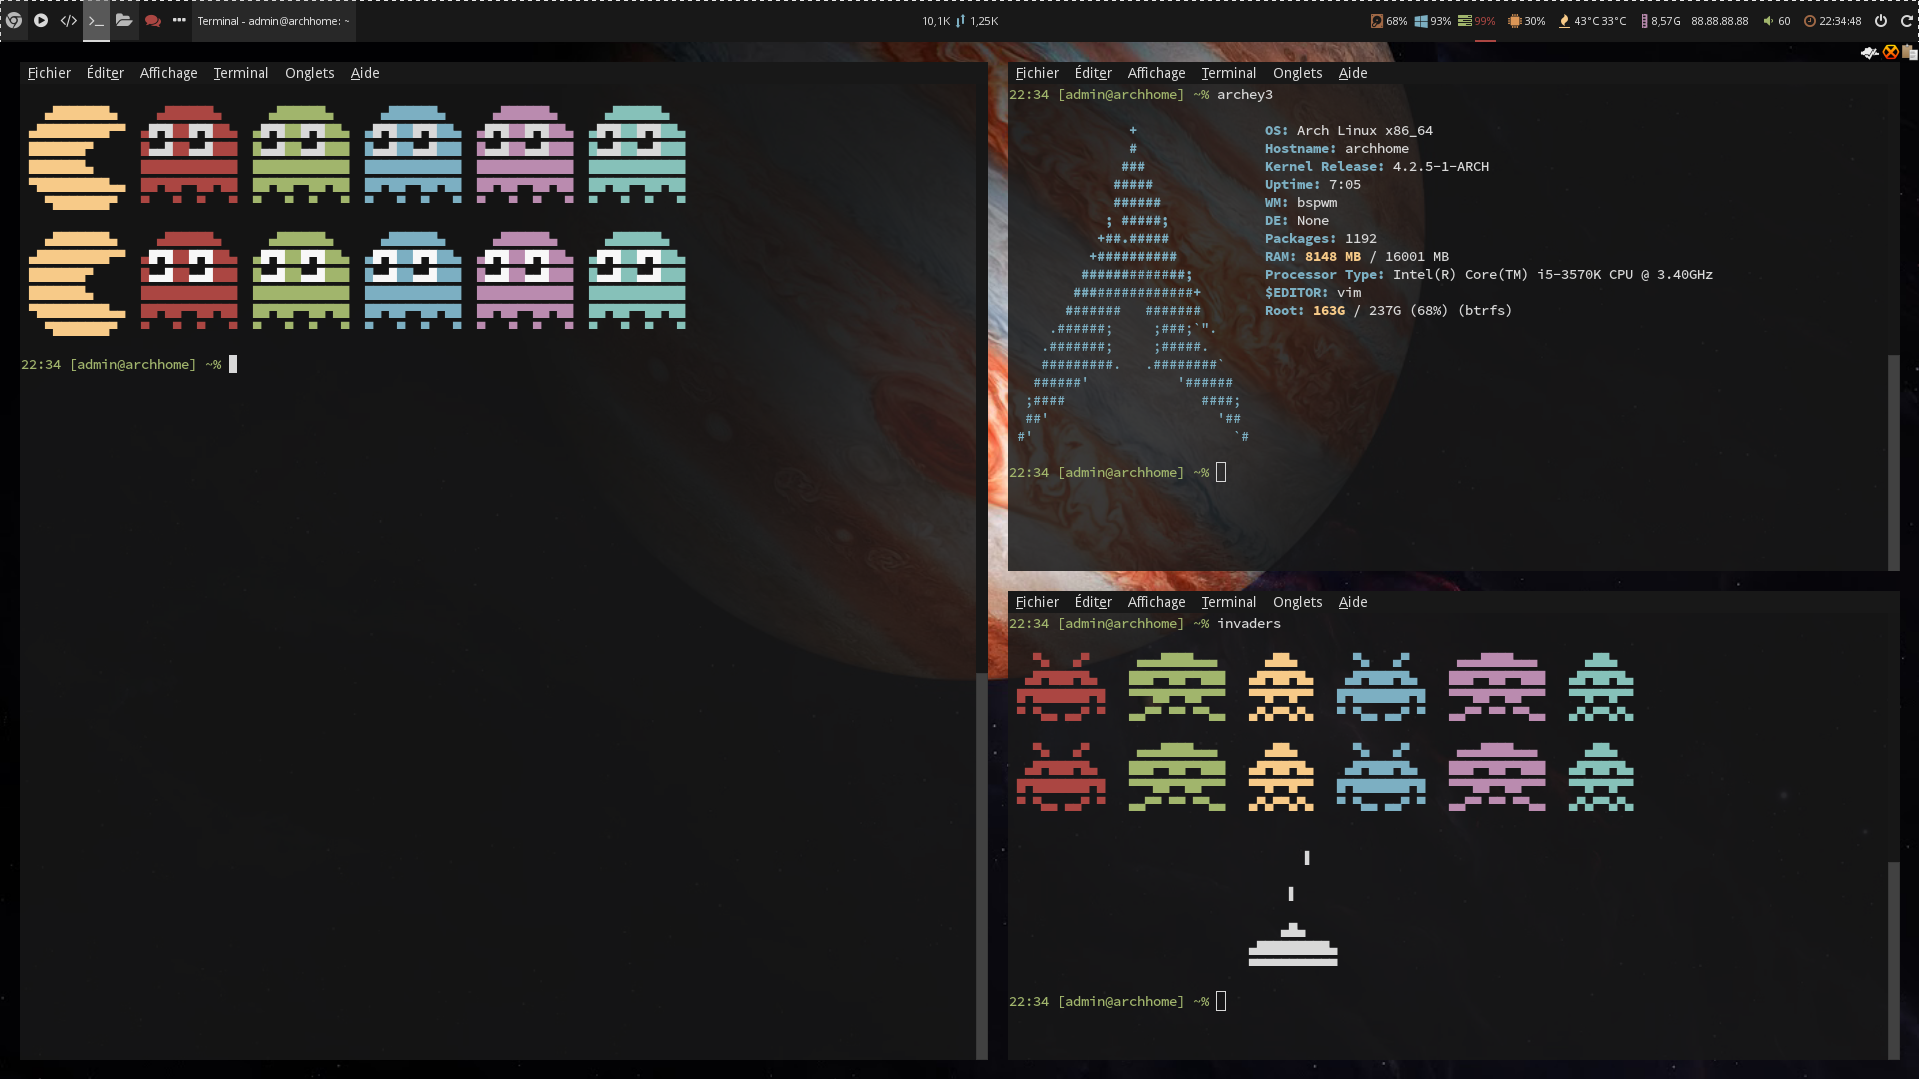 Terminal - admin@archhome: ~
10,1K 1,25K
68% 93% 99% 30% 43°C 33°C 8,57G 88.88.88.88 60 22:34:48
Fichier Éditer Affichage Terminal Onglets Aide
22:34 [admin@archhome] ~%
Fichier Éditer Affichage Terminal Onglets Aide
22:34 [admin@archhome] ~% archey3
+ OS: Arch Linux x86_64
# Hostname: archhome
### Kernel Release: 4.2.5-1-ARCH
##### Uptime: 7:05
###### WM: bspwm
; #####; DE: None
+##.##### Packages: 1192
+########## RAM: 8148 MB / 16001 MB
#############; Processor Type: Intel(R) Core(TM) i5-3570K CPU @ 3.40GHz
###############+ $EDITOR: vim
####### ####### Root: 163G / 237G (68%) (btrfs)
.######; ;###;`".
.#######; ;#####.
#########. .########`
######' '######
;#### ####;
##' '##
#' `#
22:34 [admin@archhome] ~%
Fichier Éditer Affichage Terminal Onglets Aide
22:34 [admin@archhome] ~% invaders
22:34 [admin@archhome] ~%